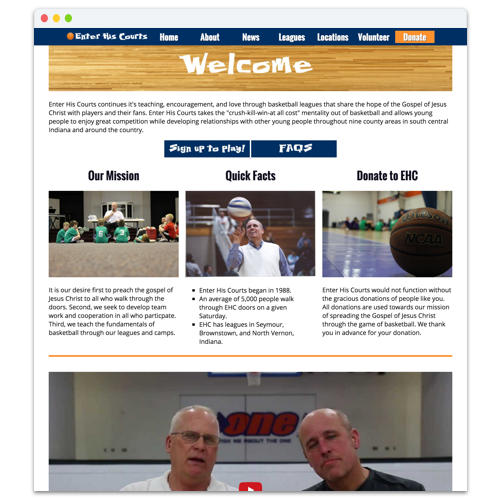 Enter His Courts Home About News Leagues Locations Volunteer Donate
Welcome
Enter His Courts continues it's teaching, encouragement, and love through basketball leagues that share the hope of the Gospel of Jesus
Christ with players and their fans. Enter His Courts takes the "crush-kill-win-at all cost" mentality out of basketball and allows young
people to enjoy great competition while developing relationships with other young people throughout nine county areas in south central
Indiana and around the country.
Sign up to play! FAQS
Our Mission
Quick Facts
Donate to EHC
NCAA
It is our desire first to preach the gospel of
Jesus Christ to all who walk through the
doors. Second, we seek to develop team
work and cooperation in all who particpate.
Third, we teach the fundamentals of
basketball through our leagues and camps.
Enter His Courts began in 1988.
An average of 5,000 people walk
through EHC doors on a given
Saturday.
EHC has leagues in Seymour,
Brownstown, and North Vernon,
Indiana.
Enter His Courts would not function without
the gracious donations of people like you.
All donations are used towards our mission
of spreading the Gospel of Jesus Christ
through the game of basketball. We thank
you in advance for your donation.
one